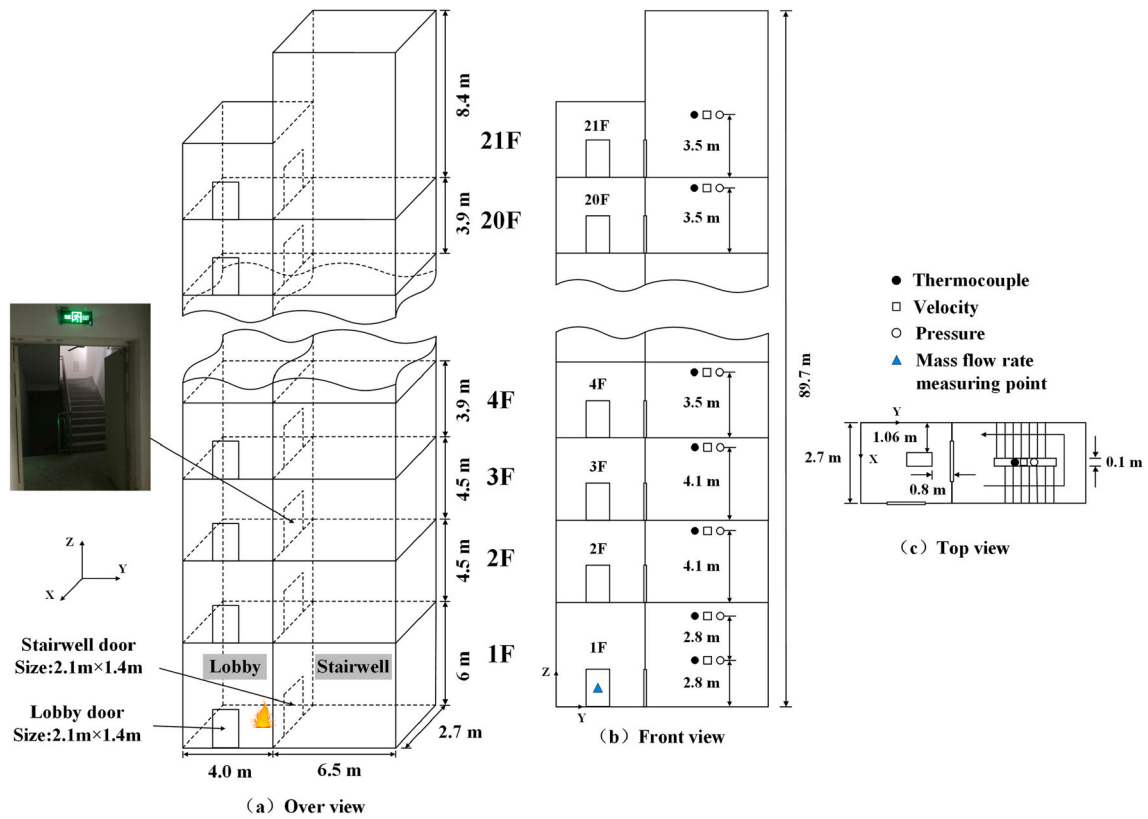 8.4 m
21F
3.9 m
20F
3.9 m
4F
4.5 m
3F
4.5 m
2F
6 m
1F
Lobby
Stairwell
Z
Y
X
Stairwell door
Size:2.1m×1.4m
Lobby door
Size:2.1m×1.4m
2.7 m
4.0 m
6.5 m
(a) Over view
21F
3.5 m
20F
3.5 m
4F
3.5 m
3F
4.1 m
2F
4.1 m
1F
2.8 m
2.8 m
Z
Y
89.7 m
(b) Front view
Thermocouple
Velocity
Pressure
Mass flow rate
measuring point
Y
1.06 m
2.7 m
X
0.8 m
0.1 m
(c) Top view